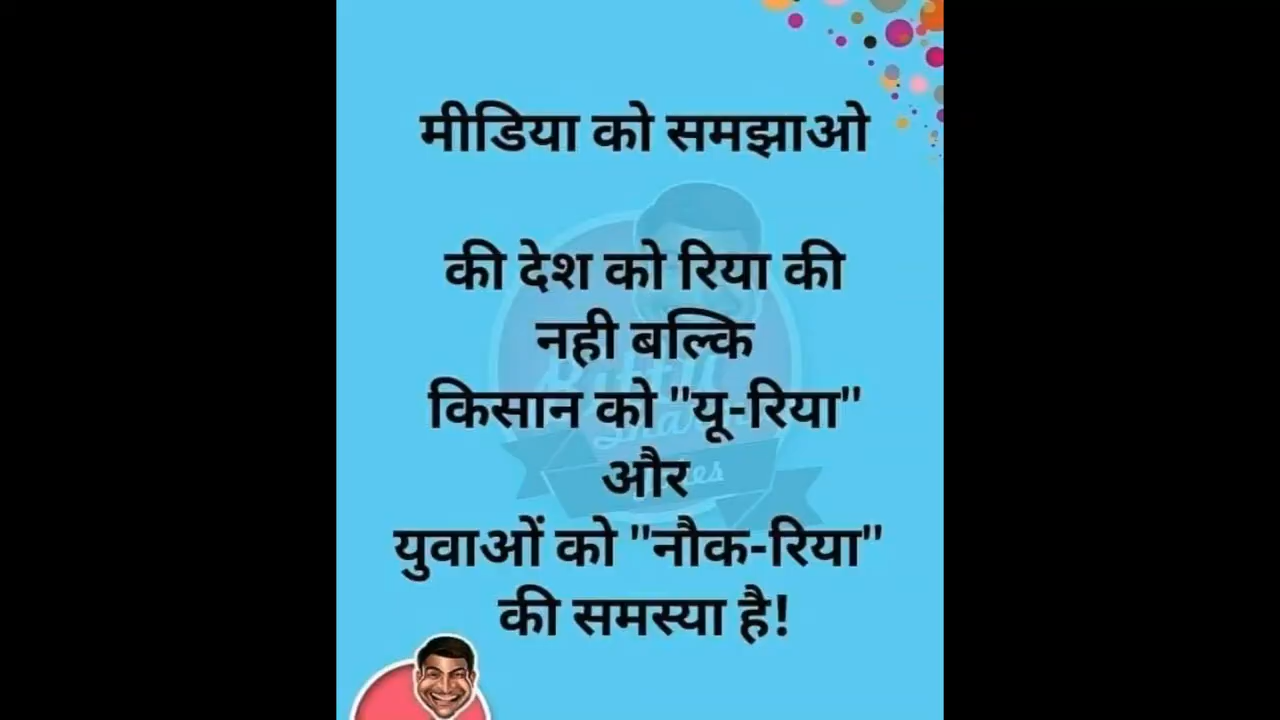 मीडिया को समझाओ
की देश को रिया की
नही बल्कि
किसान को "यू-रिया"
और
युवाओं को "नौक-रिया"
की समस्या है!